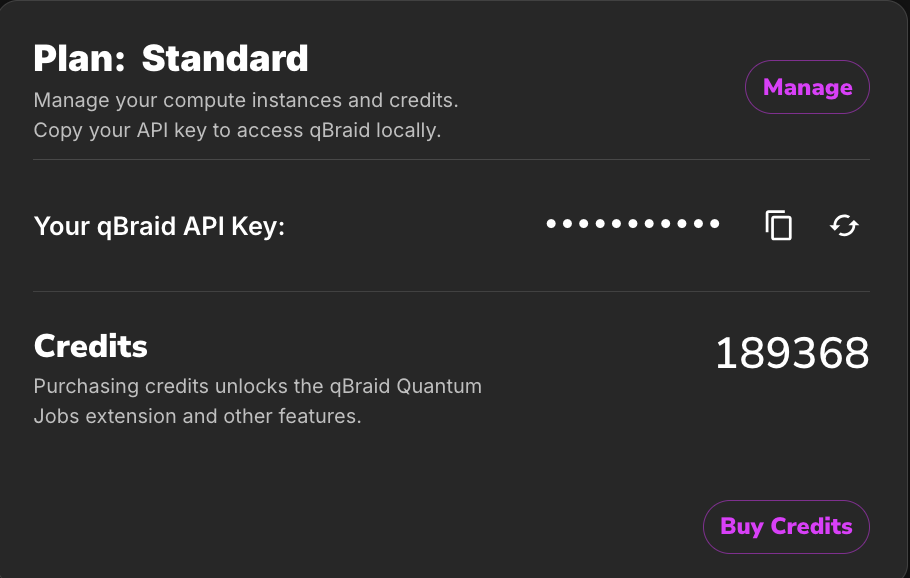 Plan: Standard
Manage your compute instances and credits.
Copy your API key to access qBraid locally.
Manage
Your qBraid API Key:
•••••••••••
Credits
Purchasing credits unlocks the qBraid Quantum
Jobs extension and other features.
189368
Buy Credits